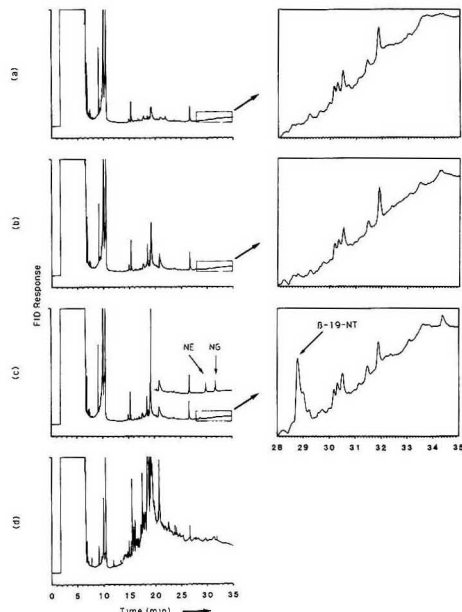 (a)
(b)
FID Response
(c)
NE
NG
ß-19-NT
28 29 30 31 32 33 34 35
(d)
0 5 10 15 20 25 30 35
Time (min)